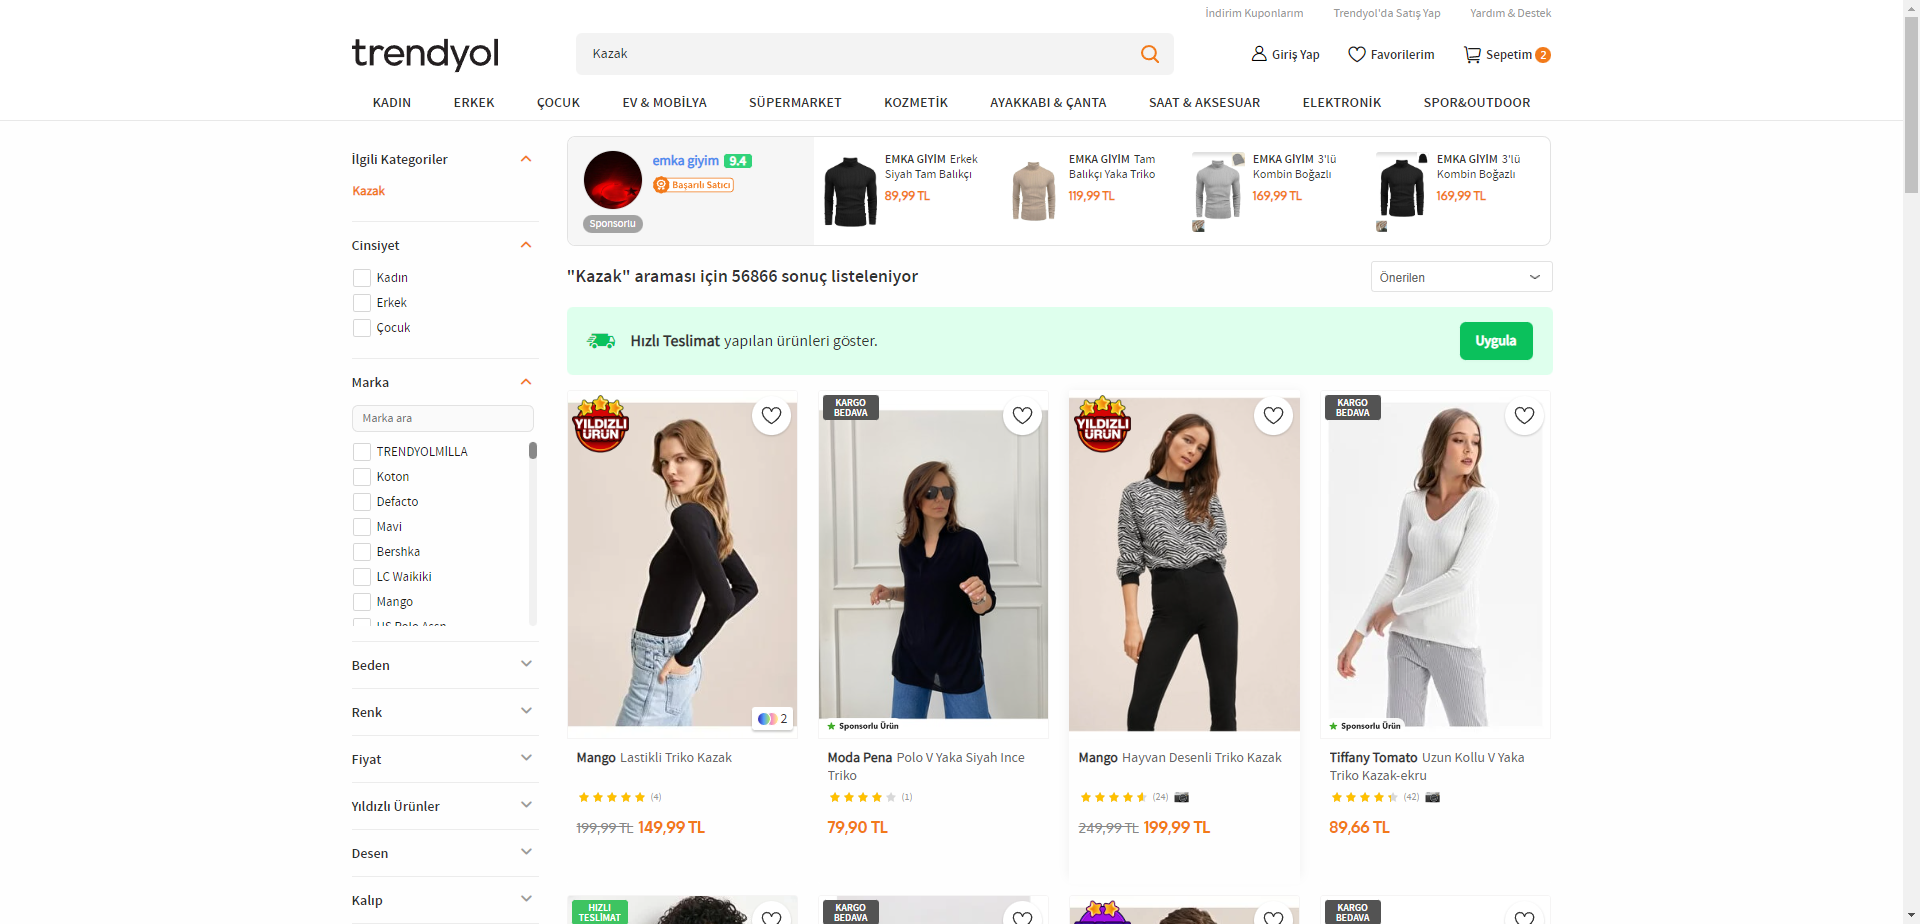 İndirim Kuponlarım
Trendyol'da Satış Yap
Yardım & Destek
trendyol
Kazak
Giriş Yap
Favorilerim
Sepetim 2
KADIN
ERKEK
ÇOCUK
EV & MOBİLYA
SÜPERMARKET
KOZMETİK
AYAKKABI & ÇANTA
SAAT & AKSESUAR
ELEKTRONİK
SPOR&OUTDOOR
İlgili Kategoriler
Kazak
Cinsiyet
Kadın
Erkek
Çocuk
Marka
Marka ara
TRENDYOLMİLLA
Koton
Defacto
Mavi
Bershka
LC Waikiki
Mango
US Polo Assn
Beden
Renk
Fiyat
Yıldızlı Ürünler
Desen
Kalıp
emka giyim 9.4
Başarılı Satıcı
Sponsorlu
EMKA GİYİM Erkek
Siyah Tam Balıkçı
89,99 TL
EMKA GİYİM Tam
Balıkçı Yaka Triko
119,99 TL
EMKA GİYİM 3'lü
Kombin Boğazlı
169,99 TL
EMKA GİYİM 3'lü
Kombin Boğazlı
169,99 TL
"Kazak" araması için 56866 sonuç listeleniyor
Önerilen
Hızlı Teslimat yapılan ürünleri göster.
Uygula
YILDIZLI
ÜRÜN
2
Mango Lastikli Triko Kazak
(4)
199,99 TL 149,99 TL
KARGO
BEDAVA
Sponsorlu Ürün
Moda Pena Polo V Yaka Siyah Ince
Triko
(1)
79,90 TL
YILDIZLI
ÜRÜN
Mango Hayvan Desenli Triko Kazak
(24)
249,99 TL 199,99 TL
KARGO
BEDAVA
Sponsorlu Ürün
Tiffany Tomato Uzun Kollu V Yaka
Triko Kazak-ekru
(42)
89,66 TL
HIZLI
TESLİMAT
KARGO
BEDAVA
KARGO
BEDAVA